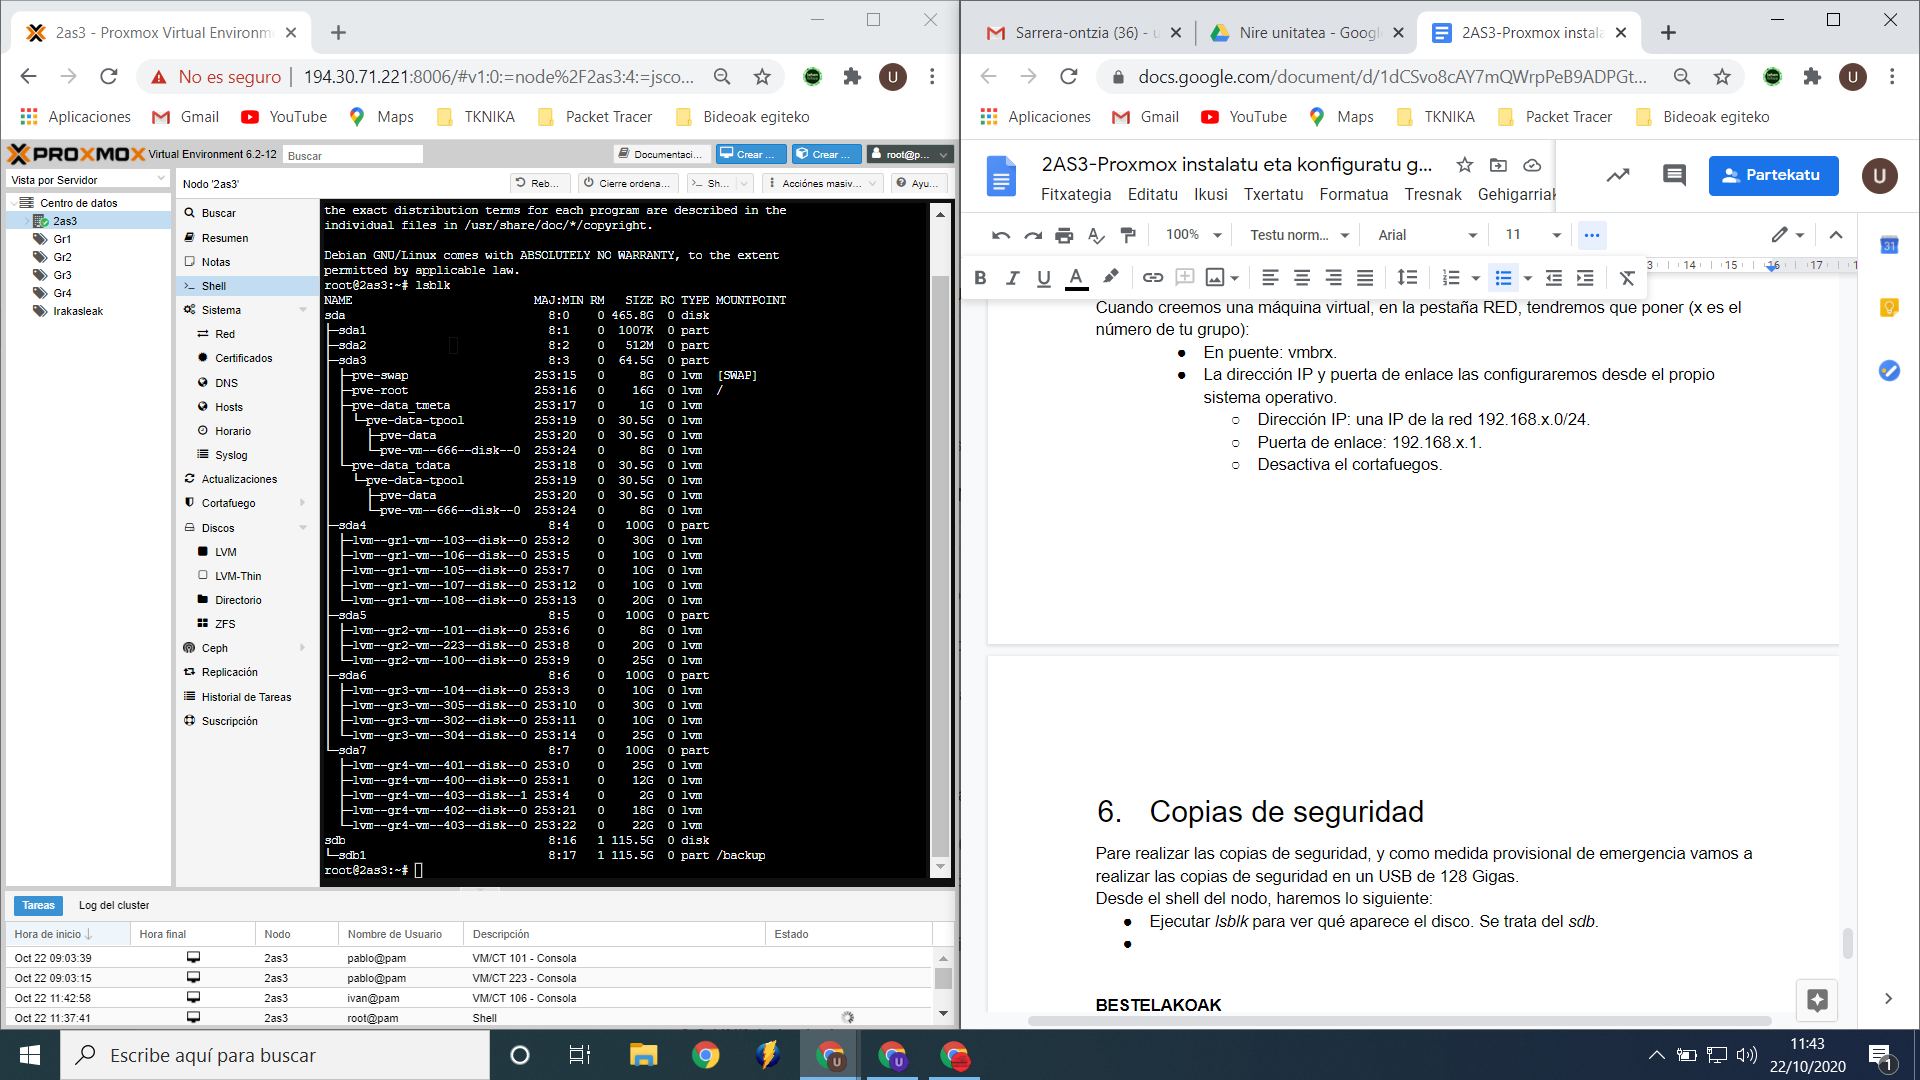 2as3 - Proxmox Virtual Environm
No es seguro | 194.30.71.221:8006/#v1:0:=node%2F2as3:4:=jsco...
Aplicaciones Gmail YouTube Maps TKNIKA Packet Tracer Bideoak egiteko
PROXMOX Virtual Environment 6.2-12 Buscar Documentaci... Crear ... Crear ... root@p...
Vista por Servidor
Centro de datos
2as3
Gr1
Gr2
Gr3
Gr4
Irakasleak
Nodo '2as3' Reb... Cierre ordena... Sh... Acciónes masiv... Ayu...
Buscar
Resumen
Notas
Shell
Sistema
Red
Certificados
DNS
Hosts
Horario
Syslog
Actualizaciones
Cortafuego
Discos
LVM
LVM-Thin
Directorio
ZFS
Ceph
Replicación
Historial de Tareas
Suscripción
the exact distribution terms for each program are described in the
individual files in /usr/share/doc/*/copyright.
Debian GNU/Linux comes with ABSOLUTELY NO WARRANTY, to the extent
permitted by applicable law.
root@2as3:~# lsblk
NAME MAJ:MIN RM SIZE RO TYPE MOUNTPOINT
sda 8:0 0 465.8G 0 disk
├─sda1 8:1 0 1007K 0 part
├─sda2 8:2 0 512M 0 part
├─sda3 8:3 0 64.5G 0 part
│ ├─pve-swap 253:15 0 8G 0 lvm [SWAP]
│ ├─pve-root 253:16 0 16G 0 lvm /
│ ├─pve-data_tmeta 253:17 0 1G 0 lvm
│ │ └─pve-data-tpool 253:19 0 30.5G 0 lvm
│ │ ├─pve-data 253:20 0 30.5G 0 lvm
│ │ └─pve-vm--666--disk--0 253:24 0 8G 0 lvm
│ └─pve-data_tdata 253:18 0 30.5G 0 lvm
│ └─pve-data-tpool 253:19 0 30.5G 0 lvm
│ ├─pve-data 253:20 0 30.5G 0 lvm
│ └─pve-vm--666--disk--0 253:24 0 8G 0 lvm
├─sda4 8:4 0 100G 0 part
│ ├─lvm--gr1-vm--103--disk--0 253:2 0 30G 0 lvm
│ ├─lvm--gr1-vm--106--disk--0 253:5 0 10G 0 lvm
│ ├─lvm--gr1-vm--105--disk--0 253:7 0 10G 0 lvm
│ ├─lvm--gr1-vm--107--disk--0 253:12 0 10G 0 lvm
│ └─lvm--gr1-vm--108--disk--0 253:13 0 20G 0 lvm
├─sda5 8:5 0 100G 0 part
│ ├─lvm--gr2-vm--101--disk--0 253:6 0 8G 0 lvm
│ ├─lvm--gr2-vm--223--disk--0 253:8 0 20G 0 lvm
│ └─lvm--gr2-vm--100--disk--0 253:9 0 25G 0 lvm
├─sda6 8:6 0 100G 0 part
│ ├─lvm--gr3-vm--104--disk--0 253:3 0 10G 0 lvm
│ ├─lvm--gr3-vm--305--disk--0 253:10 0 30G 0 lvm
│ ├─lvm--gr3-vm--302--disk--0 253:11 0 10G 0 lvm
│ └─lvm--gr3-vm--304--disk--0 253:14 0 25G 0 lvm
└─sda7 8:7 0 100G 0 part
├─lvm--gr4-vm--401--disk--0 253:0 0 25G 0 lvm
├─lvm--gr4-vm--400--disk--0 253:1 0 12G 0 lvm
├─lvm--gr4-vm--403--disk--1 253:4 0 2G 0 lvm
├─lvm--gr4-vm--402--disk--0 253:21 0 18G 0 lvm
└─lvm--gr4-vm--403--disk--0 253:22 0 22G 0 lvm
sdb 8:16 1 115.5G 0 disk
└─sdb1 8:17 1 115.5G 0 part /backup
root@2as3:~#
Tareas Log del cluster
Hora de inicio Hora final Nodo Nombre de Usuario Descripción Estado
Oct 22 09:03:39 2as3 pablo@pam VM/CT 101 - Consola
Oct 22 09:03:15 2as3 pablo@pam VM/CT 223 - Consola
Oct 22 11:42:58 2as3 ivan@pam VM/CT 106 - Consola
Oct 22 11:37:41 2as3 root@pam Shell
Sarrera-ontzia (36) - u Nire unitatea - Googl 2AS3-Proxmox instala
docs.google.com/document/d/1dCSvo8cAY7mQWrpPeB9ADPGt...
Aplicaciones Gmail YouTube Maps TKNIKA Packet Tracer Bideoak egiteko
2AS3-Proxmox instalatu eta konfiguratu g...
Fitxategia Editatu Ikusi Txertatu Formatua Tresnak Gehigarriak
Partekatu U
100% Testu norm... Arial 11
13 14 15 16 17 1
Cuando creemos una máquina virtual, en la pestaña RED, tendremos que poner (x es el
número de tu grupo):
● En puente: vmbrx.
● La dirección IP y puerta de enlace las configuraremos desde el propio
sistema operativo.
○ Dirección IP: una IP de la red 192.168.x.0/24.
○ Puerta de enlace: 192.168.x.1.
○ Desactiva el cortafuegos.
6. Copias de seguridad
Pare realizar las copias de seguridad, y como medida provisional de emergencia vamos a
realizar las copias de seguridad en un USB de 128 Gigas.
Desde el shell del nodo, haremos lo siguiente:
● Ejecutar lsblk para ver qué aparece el disco. Se trata del sdb.
●
BESTELAKOAK
Escribe aquí para buscar
11:43
22/10/2020
1